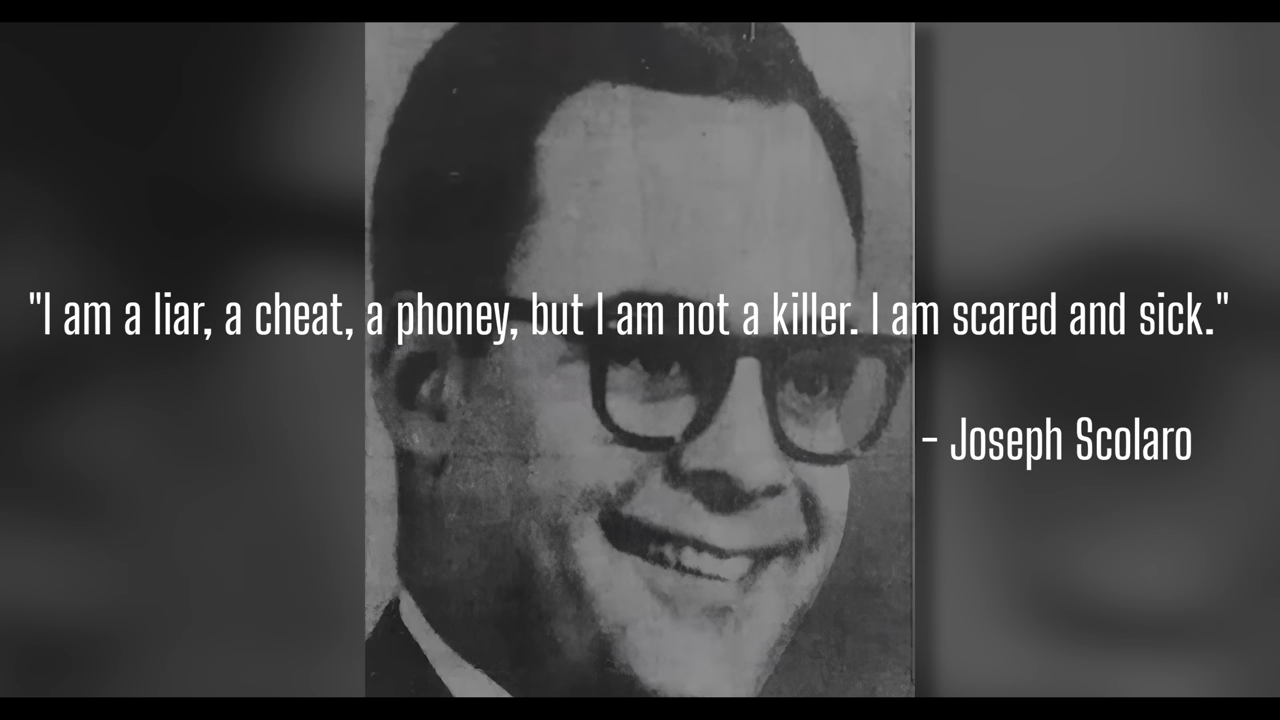 "I am a liar, a cheat, a phoney, but I am not a killer. I am scared and sick."
- Joseph Scolaro